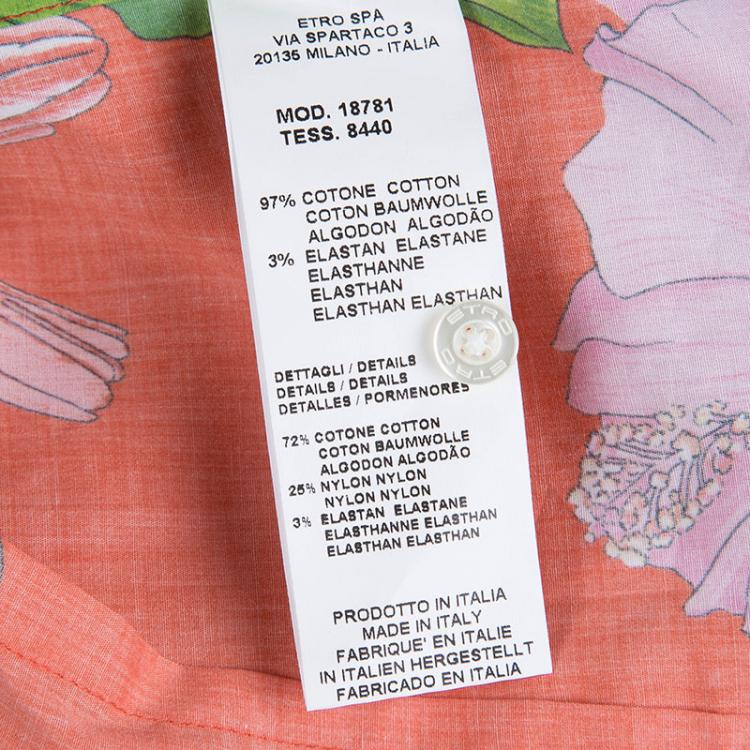 ETRO SPA
VIA SPARTACO 3
20135 MILANO - ITALIA
MOD. 18781
TESS. 8440
97% COTONE COTTON
COTON BAUMWOLLE
ALGODON ALGODÃO
3% ELASTAN ELASTANE
ELASTHANNE
ELASTHAN
ELASTHAN ELASTHAN
ETRO ETRO
DETTAGLI / DETAILS
DETAILS / DETAILS
DETALLES / PORMENORES
72% COTONE COTTON
COTON BAUMWOLLE
ALGODON ALGODÃO
25% NYLON NYLON
NYLON NYLON
3% ELASTAN ELASTANE
ELASTHANNE ELASTHAN
ELASTHAN ELASTHAN
PRODOTTO IN ITALIA
MADE IN ITALY
FABRIQUE' EN ITALIE
IN ITALIEN HERGESTELLT
FABRICADO EN ITALIA